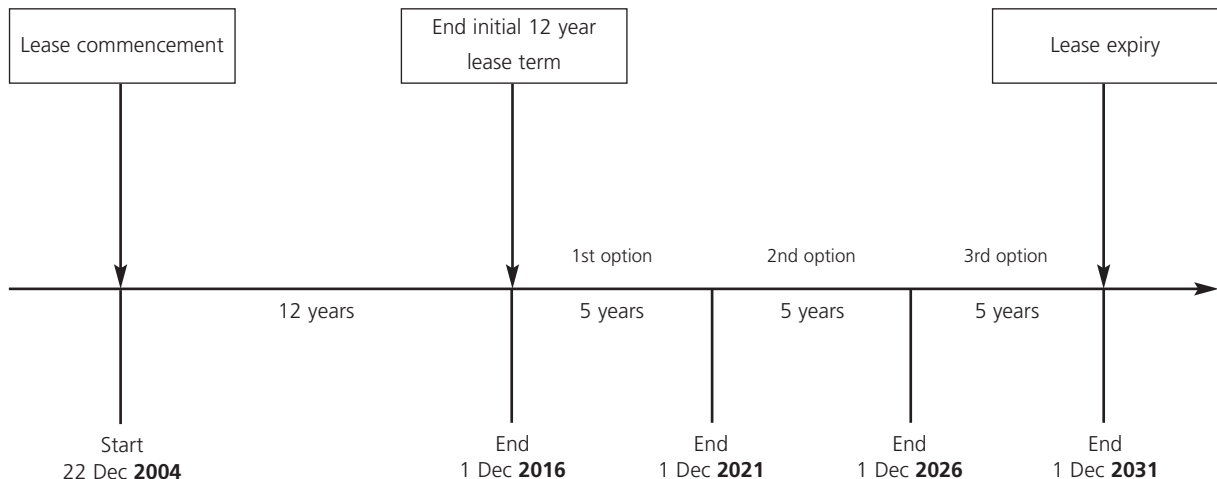 Lease commencement
End initial 12 year
lease term
Lease expiry
1st option
2nd option
3rd option
12 years
5 years
5 years
5 years
Start
22 Dec 2004
End
1 Dec 2016
End
1 Dec 2021
End
1 Dec 2026
End
1 Dec 2031